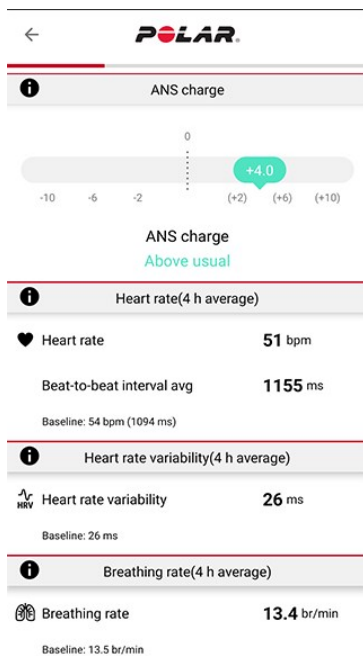 POLAR.
ANS charge
0
+4.0
-10 -6 -2 (+2) (+6) (+10)
ANS charge
Above usual
Heart rate(4 h average)
Heart rate 51 bpm
Beat-to-beat interval avg 1155 ms
Baseline: 54 bpm (1094 ms)
Heart rate variability(4 h average)
HRV Heart rate variability 26 ms
Baseline: 26 ms
Breathing rate(4 h average)
Breathing rate 13.4 br/min
Baseline: 13.5 br/min